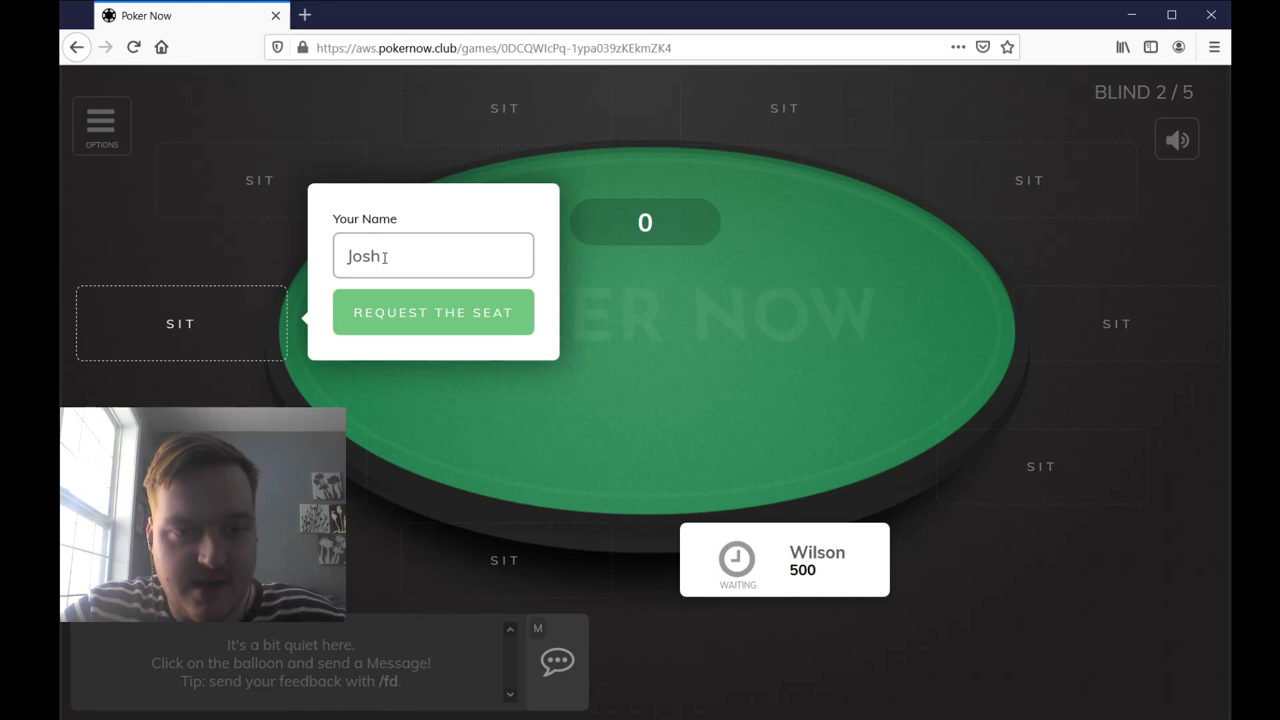 Poker Now
https://aws.pokernow.club/games/0DCQWIcPq-1ypa039zKEkmZK4
BLIND 2 / 5
OPTIONS
SIT
SIT
SIT
SIT
Your Name
Josh
REQUEST THE SEAT
0
KER NOW
SIT
SIT
SIT
SIT
WAITING
Wilson
500
It's a bit quiet here.
Click on the balloon and send a Message!
Tip: send your feedback with /fd.
M